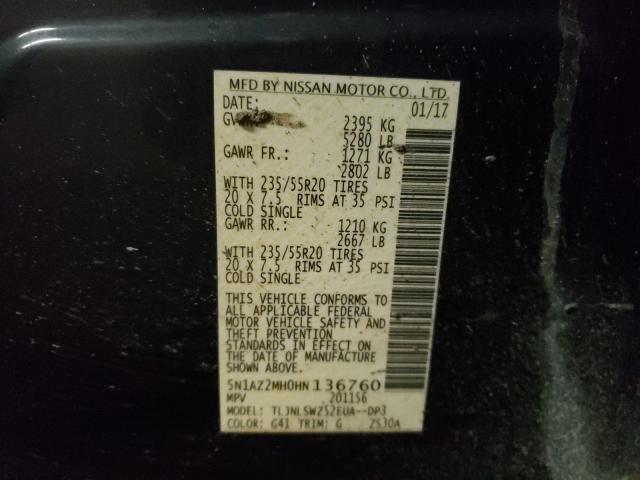 MFD BY NISSAN MOTOR CO., LTD.
DATE: 01/17
GV 2395 KG
5280 LB
GAWR FR.: 1271 KG
2802 LB
WITH 235/55R20 TIRES
20 X 7.5 RIMS AT 35 PSI
COLD SINGLE
GAWR RR.: 1210 KG
2667 LB
WITH 235/55R20 TIRES
20 X 7.5 RIMS AT 35 PSI
COLD SINGLE
THIS VEHICLE CONFORMS TO
ALL APPLICABLE FEDERAL
MOTOR VEHICLE SAFETY AND
THEFT PREVENTION
STANDARDS IN EFFECT ON
THE DATE OF MANUFACTURE
SHOWN ABOVE.
5N1AZ2MH0HN136760
MPV 201156
MODEL: TLJNLSWZ52EUA--DP3
COLOR: G41 TRIM: G 2S30A